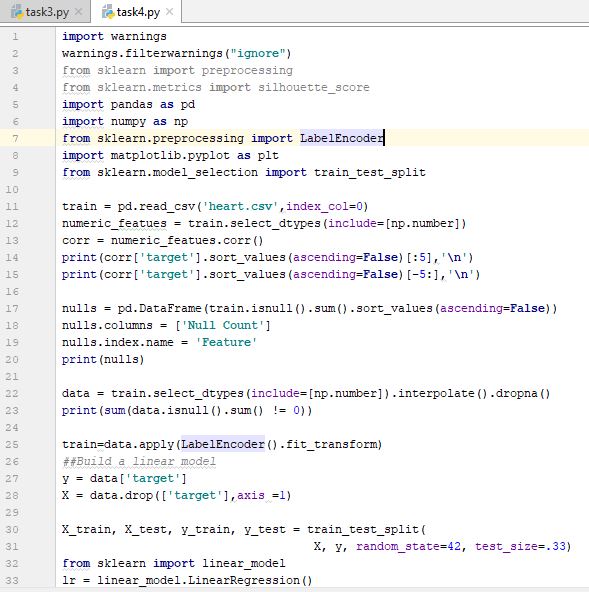 task3.py task4.py
1 import warnings
2 warnings.filterwarnings("ignore")
3 from sklearn import preprocessing
4 from sklearn.metrics import silhouette_score
5 import pandas as pd
6 import numpy as np
7 from sklearn.preprocessing import LabelEncoder
8 import matplotlib.pyplot as plt
9 from sklearn.model_selection import train_test_split
10
11 train = pd.read_csv('heart.csv',index_col=0)
12 numeric_featues = train.select_dtypes(include=[np.number])
13 corr = numeric_featues.corr()
14 print(corr['target'].sort_values(ascending=False)[:5],'\n')
15 print(corr['target'].sort_values(ascending=False)[-5:],'\n')
16
17 nulls = pd.DataFrame(train.isnull().sum().sort_values(ascending=False))
18 nulls.columns = ['Null Count']
19 nulls.index.name = 'Feature'
20 print(nulls)
21
22 data = train.select_dtypes(include=[np.number]).interpolate().dropna()
23 print(sum(data.isnull().sum() != 0))
24
25 train=data.apply(LabelEncoder().fit_transform)
26 ##Build a linear model
27 y = data['target']
28 X = data.drop(['target'],axis =1)
29
30 X_train, X_test, y_train, y_test = train_test_split(
31 X, y, random_state=42, test_size=.33)
32 from sklearn import linear_model
33 lr = linear_model.LinearRegression()